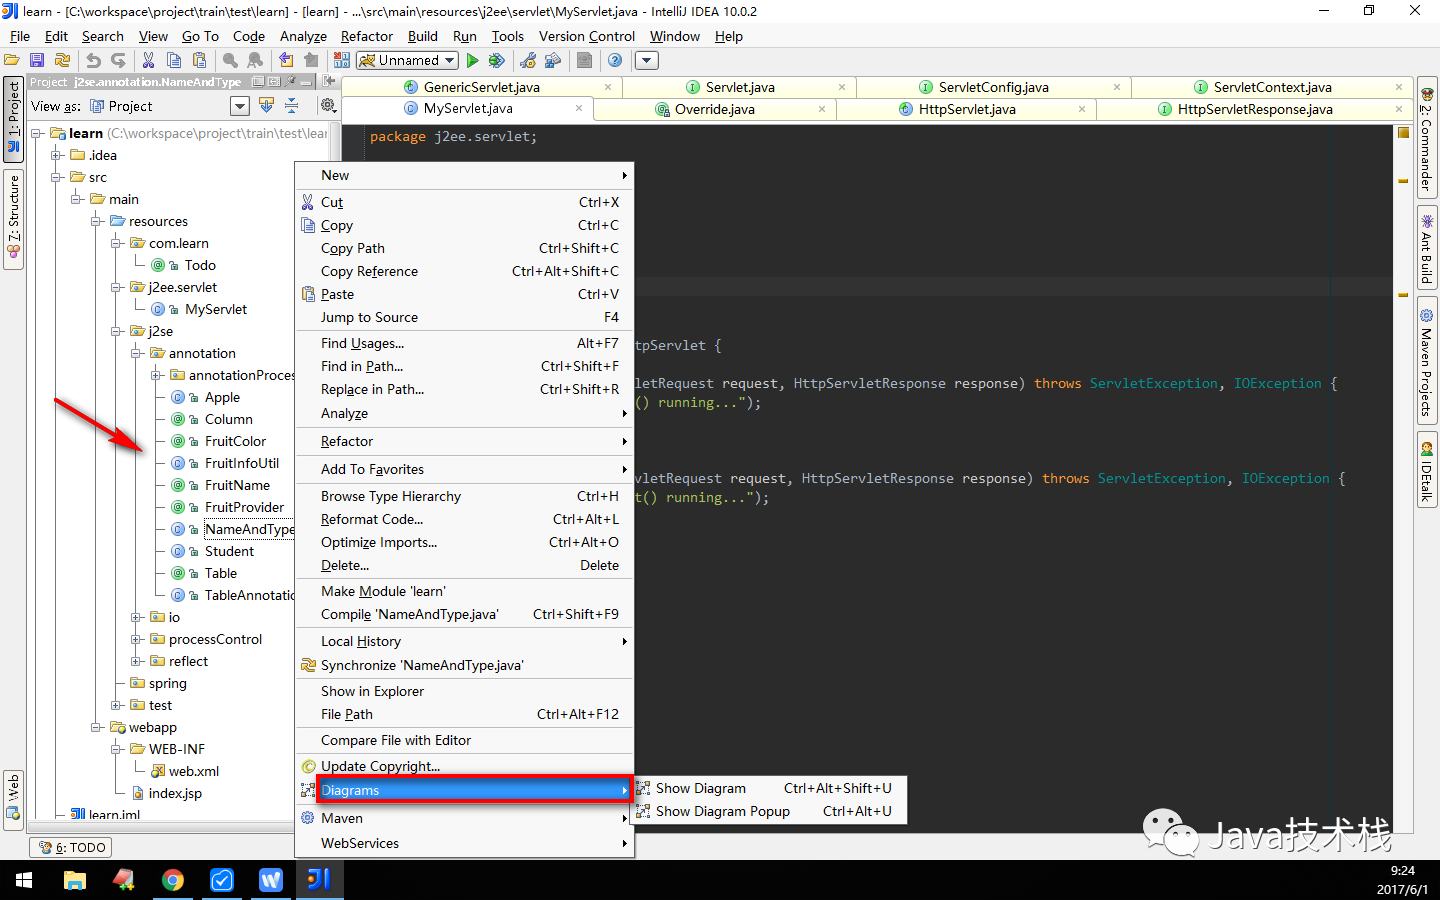 learn - [C:\workspace\project\train\test\learn] - [learn] - ...\src\main\resources\j2ee\servlet\MyServlet.java - IntelliJ IDEA 10.0.2
File Edit Search View Go To Code Analyze Refactor Build Run Tools Version Control Window Help
Unnamed
Project j2se.annotation.NameAndType
View as: Project
1: Project
7: Structure
Web
learn (C:\workspace\project\train\test\lear
.idea
src
main
resources
com.learn
Todo
j2ee.servlet
MyServlet
j2se
annotation
annotationProces
Apple
Column
FruitColor
FruitInfoUtil
FruitName
FruitProvider
NameAndType
Student
Table
TableAnnotatio
io
processControl
reflect
spring
test
webapp
WEB-INF
web.xml
index.jsp
learn.iml
6: TODO
GenericServlet.java
Servlet.java
ServletConfig.java
ServletContext.java
MyServlet.java
Override.java
HttpServlet.java
HttpServletResponse.java
package j2ee.servlet;
tpServlet {
letRequest request, HttpServletResponse response) throws ServletException, IOException {
() running...");
vletRequest request, HttpServletResponse response) throws ServletException, IOException {
t() running...");
New
Cut Ctrl+X
Copy Ctrl+C
Copy Path Ctrl+Shift+C
Copy Reference Ctrl+Alt+Shift+C
Paste Ctrl+V
Jump to Source F4
Find Usages... Alt+F7
Find in Path... Ctrl+Shift+F
Replace in Path... Ctrl+Shift+R
Analyze
Refactor
Add To Favorites
Browse Type Hierarchy Ctrl+H
Reformat Code... Ctrl+Alt+L
Optimize Imports... Ctrl+Alt+O
Delete... Delete
Make Module 'learn'
Compile 'NameAndType.java' Ctrl+Shift+F9
Local History
Synchronize 'NameAndType.java'
Show in Explorer
File Path Ctrl+Alt+F12
Compare File with Editor
Update Copyright...
Diagrams
Maven
WebServices
Show Diagram Ctrl+Alt+Shift+U
Show Diagram Popup Ctrl+Alt+U
2: Commander
Ant Build
Maven Projects
IDEtalk
Java技术栈
9:24
2017/6/1